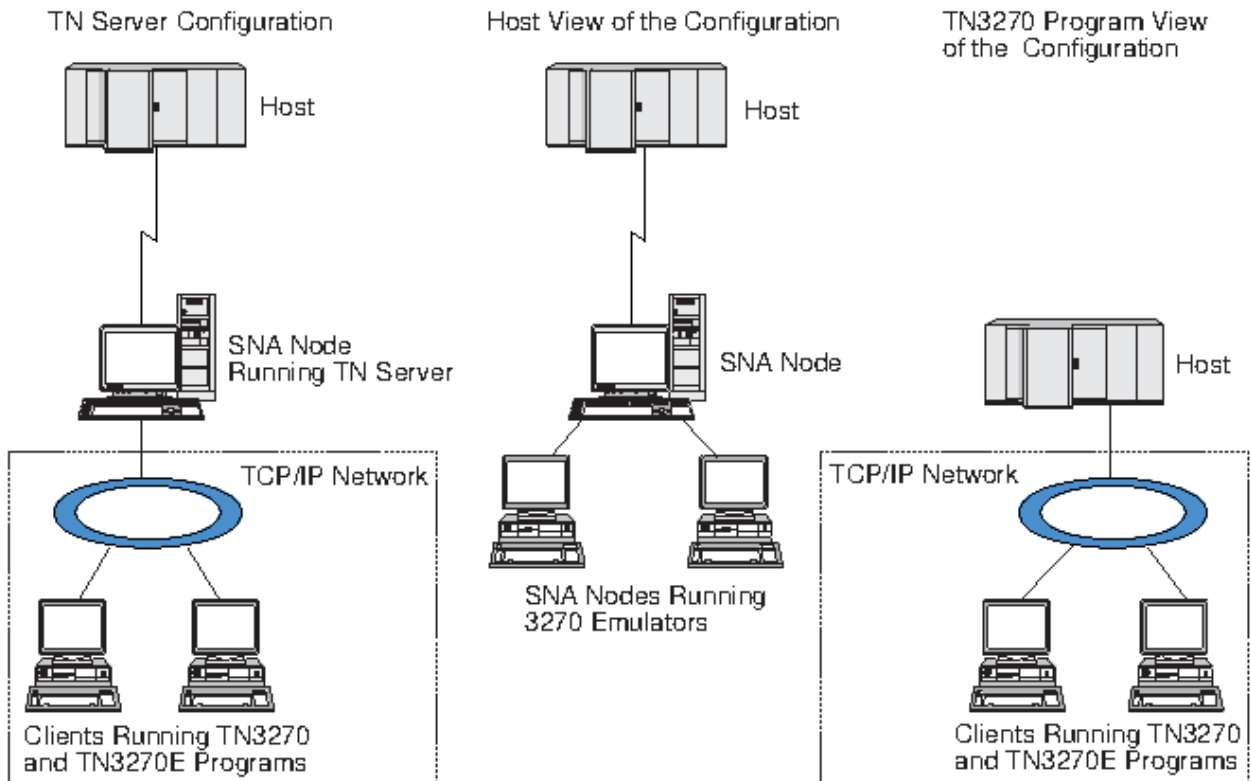 TN Server Configuration
Host
SNA Node
Running TN Server
TCP/IP Network
Clients Running TN3270
and TN3270E Programs
Host View of the Configuration
Host
SNA Node
SNA Nodes Running
3270 Emulators
TN3270 Program View
of the Configuration
Host
TCP/IP Network
Clients Running TN3270
and TN3270E Programs